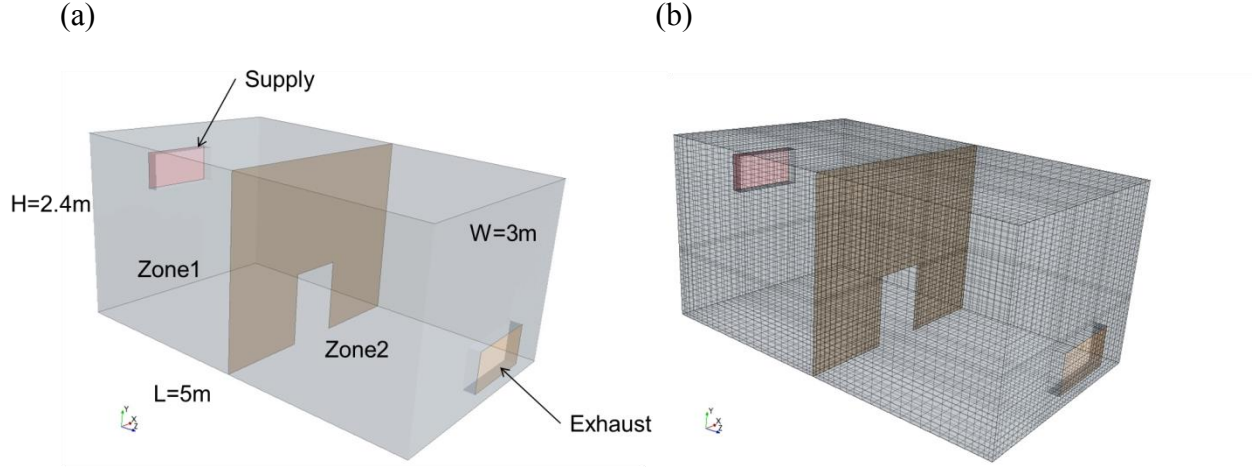 (a)
(b)
Supply
H=2.4m
W=3m
Zone1
Zone2
L=5m
Exhaust
Y
X
Z
Y
X
Z